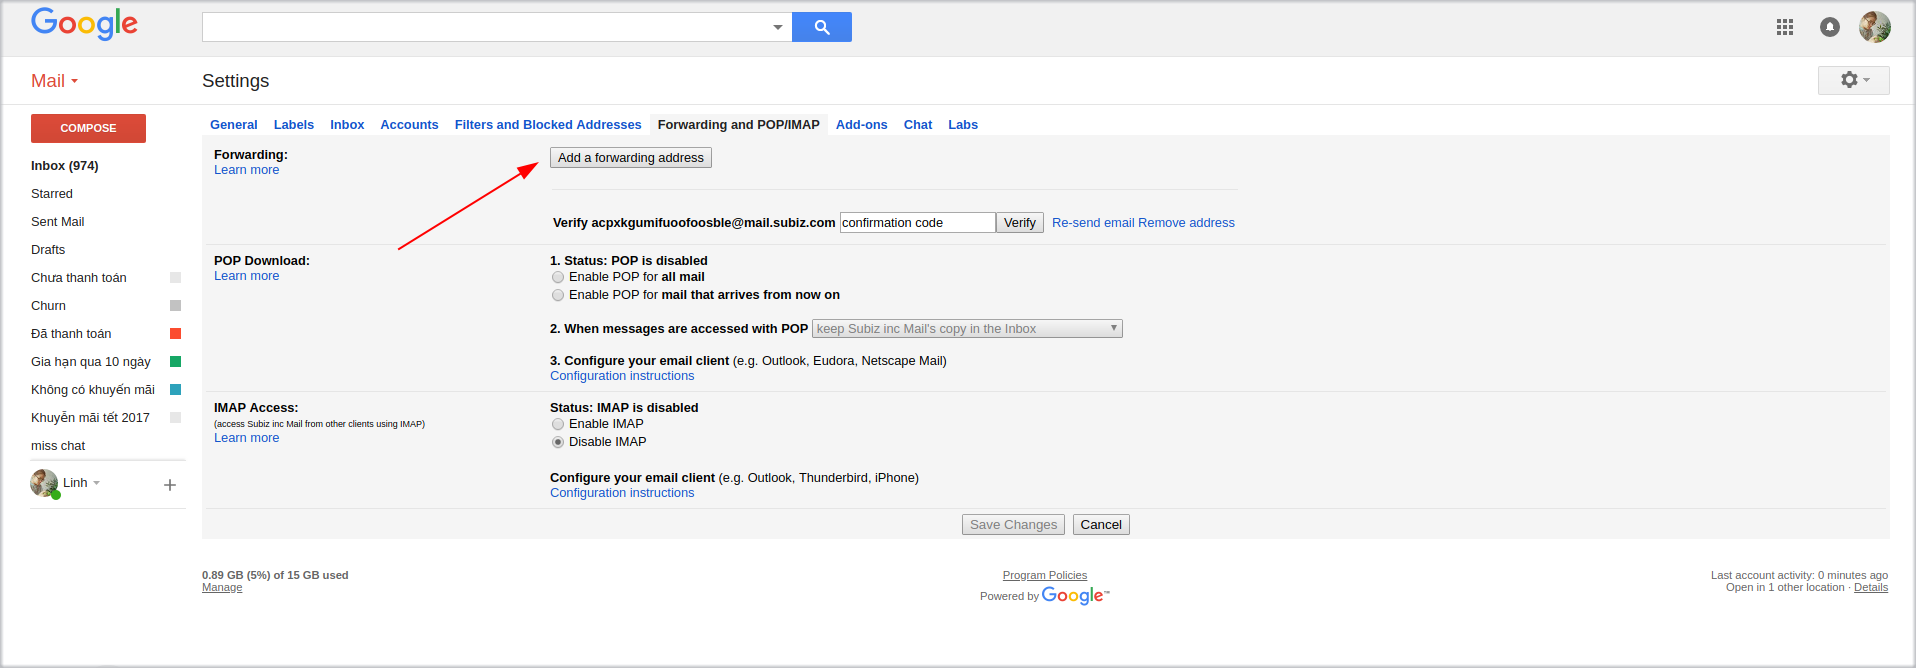 Google
Mail
Settings
COMPOSE
General Labels Inbox Accounts Filters and Blocked Addresses Forwarding and POP/IMAP Add-ons Chat Labs
Inbox (974)
Starred
Sent Mail
Drafts
Chưa thanh toán
Churn
Đã thanh toán
Gia hạn qua 10 ngày
Không có khuyến mãi
Khuyễn mãi tết 2017
miss chat
Linh
Forwarding:
Learn more
Add a forwarding address
Verify acpxkgumifuoofoosble@mail.subiz.com confirmation code Verify Re-send email Remove address
POP Download:
Learn more
1. Status: POP is disabled
Enable POP for all mail
Enable POP for mail that arrives from now on
2. When messages are accessed with POP keep Subiz inc Mail's copy in the Inbox
3. Configure your email client (e.g. Outlook, Eudora, Netscape Mail)
Configuration instructions
IMAP Access:
(access Subiz inc Mail from other clients using IMAP)
Learn more
Status: IMAP is disabled
Enable IMAP
Disable IMAP
Configure your email client (e.g. Outlook, Thunderbird, iPhone)
Configuration instructions
Save Changes Cancel
0.89 GB (5%) of 15 GB used
Manage
Program Policies
Powered by Google™
Last account activity: 0 minutes ago
Open in 1 other location · Details